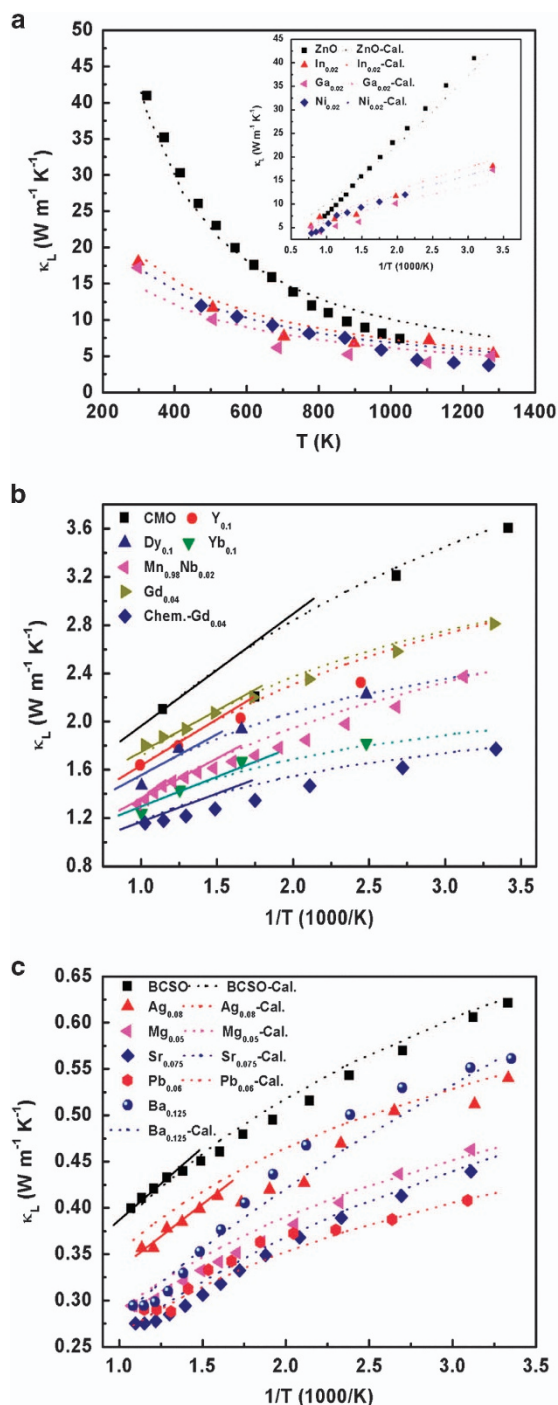 a
50
45
40
35
30
25
20
15
10
5
0
κL (W m-1 K-1)
200 400 600 800 1000 1200 1400
T (K)
ZnO ZnO-Cal.
In0.02 In0.02-Cal.
Ga0.02 Ga0.02-Cal.
Ni0.02 Ni0.02-Cal.
45
40
35
30
25
20
15
10
5
κL (W m-1 K-1)
0.5 1.0 1.5 2.0 2.5 3.0 3.5
1/T (1000/K)
b
CMO Y0.1
Dy0.1 Yb0.1
Mn0.98Nb0.02
Gd0.04
Chem.-Gd0.04
3.6
3.2
2.8
2.4
2.0
1.6
1.2
0.8
κL (W m-1 K-1)
1.0 1.5 2.0 2.5 3.0 3.5
1/T (1000/K)
c
BCSO BCSO-Cal.
Ag0.08 Ag0.08-Cal.
Mg0.05 Mg0.05-Cal.
Sr0.075 Sr0.075-Cal.
Pb0.06 Pb0.06-Cal.
Ba0.125
Ba0.125-Cal.
0.65
0.60
0.55
0.50
0.45
0.40
0.35
0.30
0.25
κL (W m-1 K-1)
1.0 1.5 2.0 2.5 3.0 3.5
1/T (1000/K)